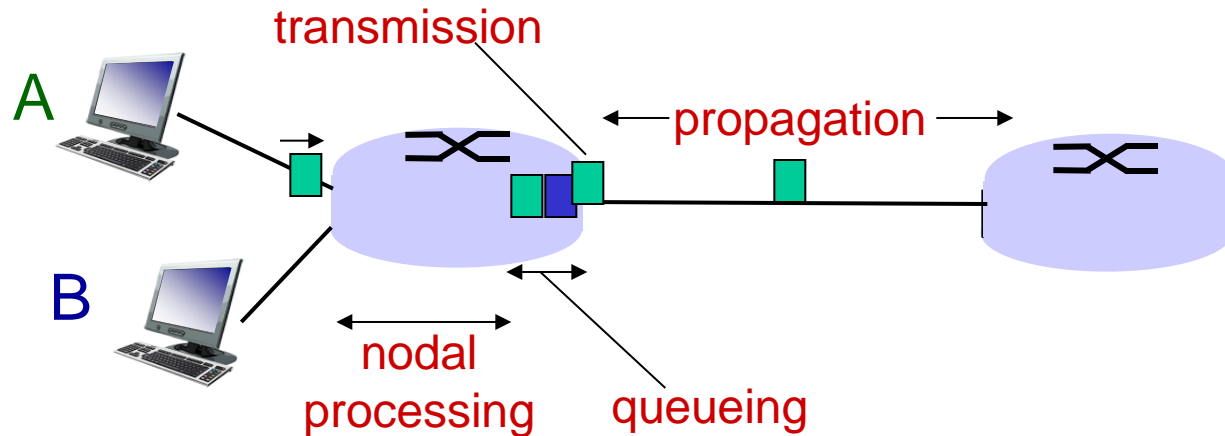 transmission
A
propagation
B
nodal
processing
queueing